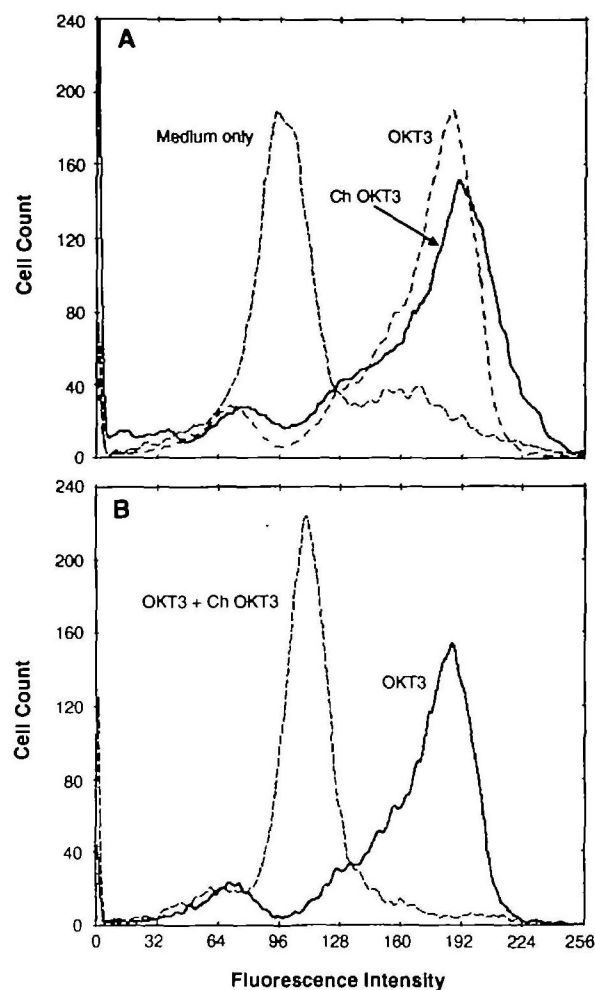 240
A
200
Medium only
OKT3
160
Ch OKT3
120
Cell Count
80
40
0
240
B
200
OKT3 + Ch OKT3
160
OKT3
120
Cell Count
80
40
0
0 32 64 96 128 160 192 224 256
Fluorescence Intensity